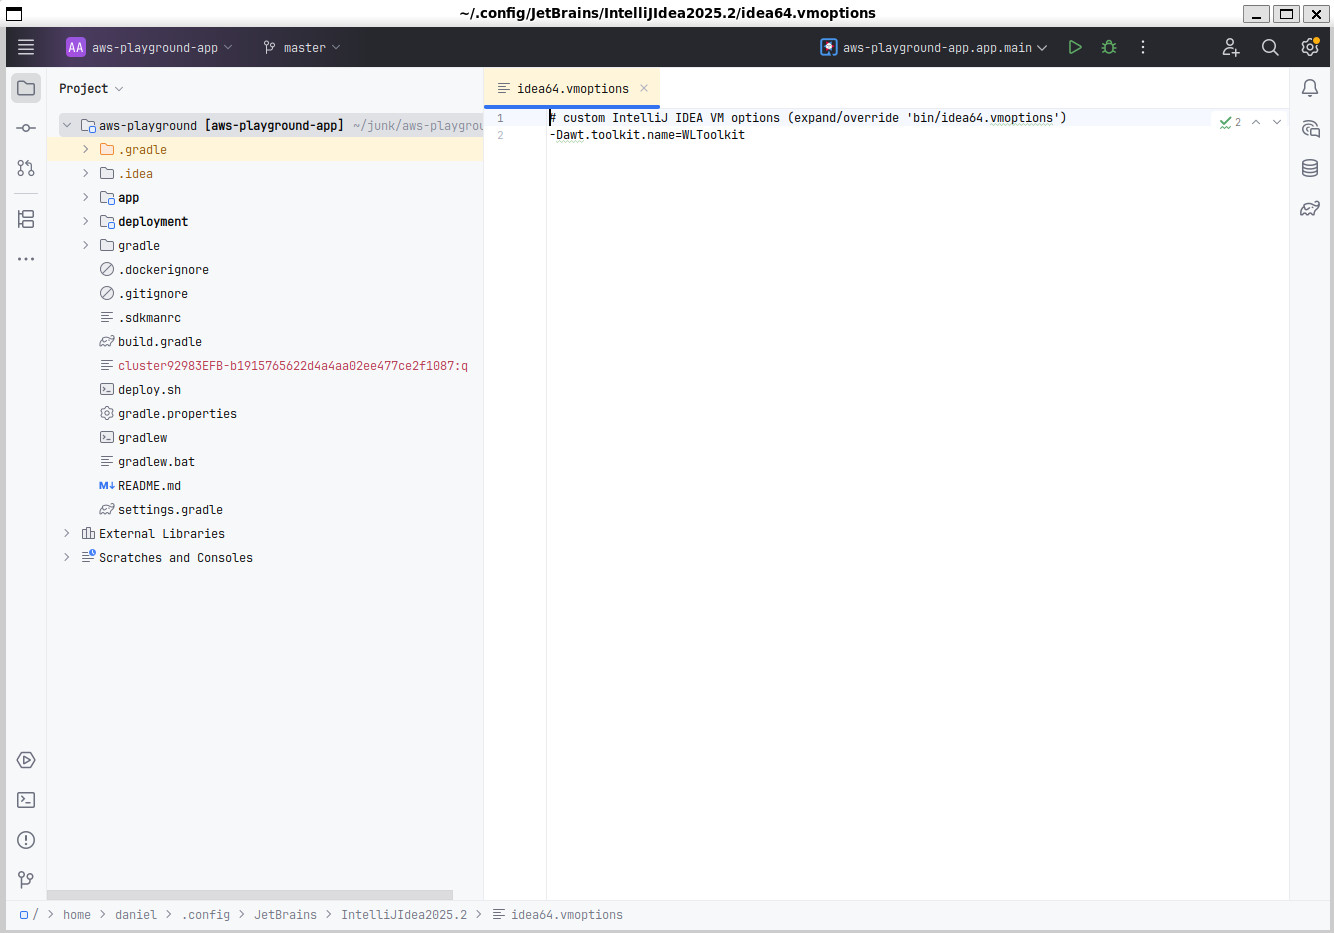 ~/.config/JetBrains/IntelliJIdea2025.2/idea64.vmoptions
AA aws-playground-app master aws-playground-app.app.main
Project
idea64.vmoptions
aws-playground [aws-playground-app] ~/junk/aws-playgrou
.gradle
.idea
app
deployment
gradle
.dockerignore
.gitignore
.sdkmanrc
build.gradle
cluster92983EFB-b1915765622d4a4aa02ee477ce2f1087:q
deploy.sh
gradle.properties
gradlew
gradlew.bat
M↓ README.md
settings.gradle
External Libraries
Scratches and Consoles
1 # custom IntelliJ IDEA VM options (expand/override 'bin/idea64.vmoptions')
2 -Dawt.toolkit.name=WLToolkit
2
/ > home > daniel > .config > JetBrains > IntelliJIdea2025.2 > idea64.vmoptions